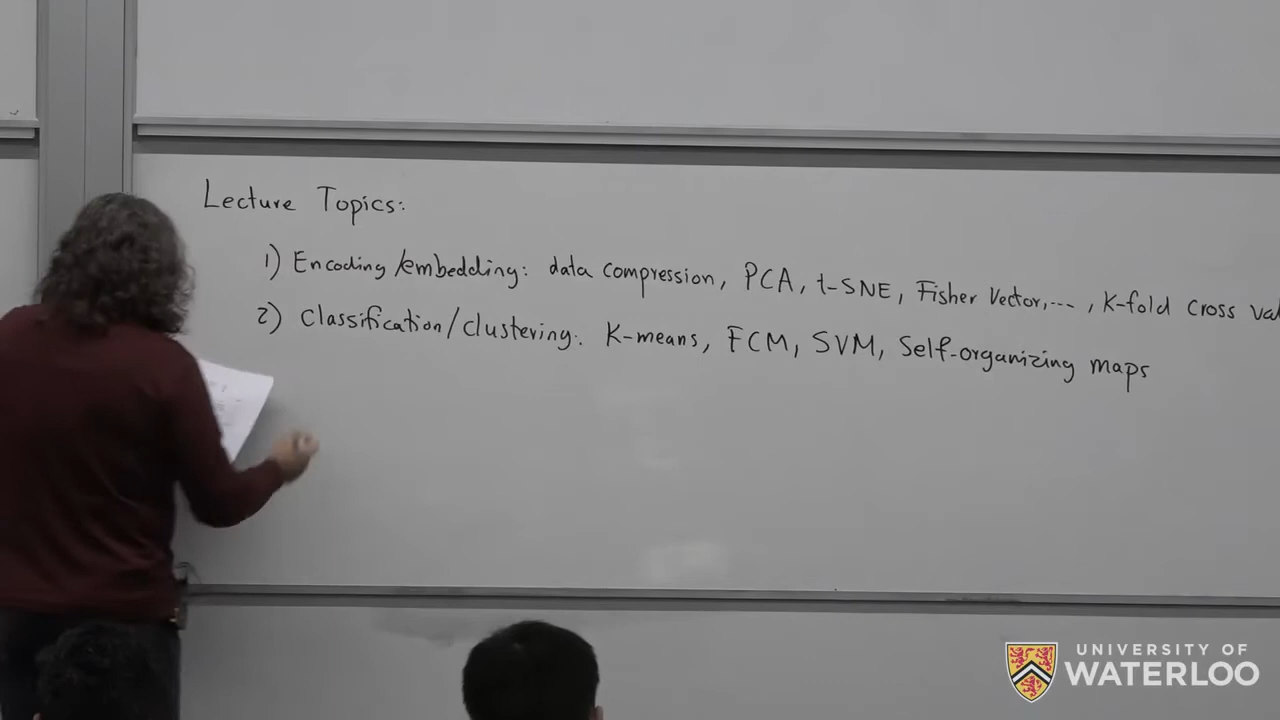 Lecture Topics:
1) Encoding/embedding: data compression, PCA, t-SNE, Fisher Vector,..., K-fold cross val
2) Classification/clustering: K-means, FCM, SVM, Self-organizing maps
UNIVERSITY OF
WATERLOO